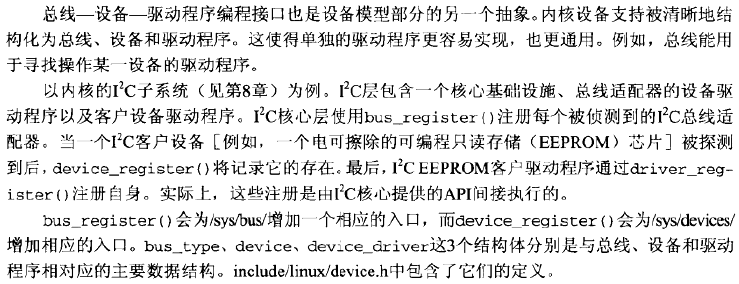 总线—设备—驱动程序编程接口也是设备模型部分的另一个抽象。内核设备支持被清晰地结
构化为总线、设备和驱动程序。这使得单独的驱动程序更容易实现，也更通用。例如，总线能用
于寻找操作某一设备的驱动程序。
以内核的I²C子系统（见第8章）为例。I²C层包含一个核心基础设施、总线适配器的设备驱
动程序以及客户设备驱动程序。I²C核心层使用bus_register()注册每个被侦测到的I²C总线适
配器。当一个I²C客户设备［例如，一个电可擦除的可编程只读存储（EEPROM）芯片］被探测
到后，device_register()将记录它的存在。最后，I²C EEPROM客户驱动程序通过driver_reg-
ister()注册自身。实际上，这些注册是由I²C核心提供的API间接执行的。
bus_register()会为/sys/bus/增加一个相应的入口，而device_register()会为/sys/devices/
增加相应的入口。bus_type、device、device_driver这3个结构体分别是与总线、设备和驱动
程序相对应的主要数据结构。include/linux/device.h中包含了它们的定义。